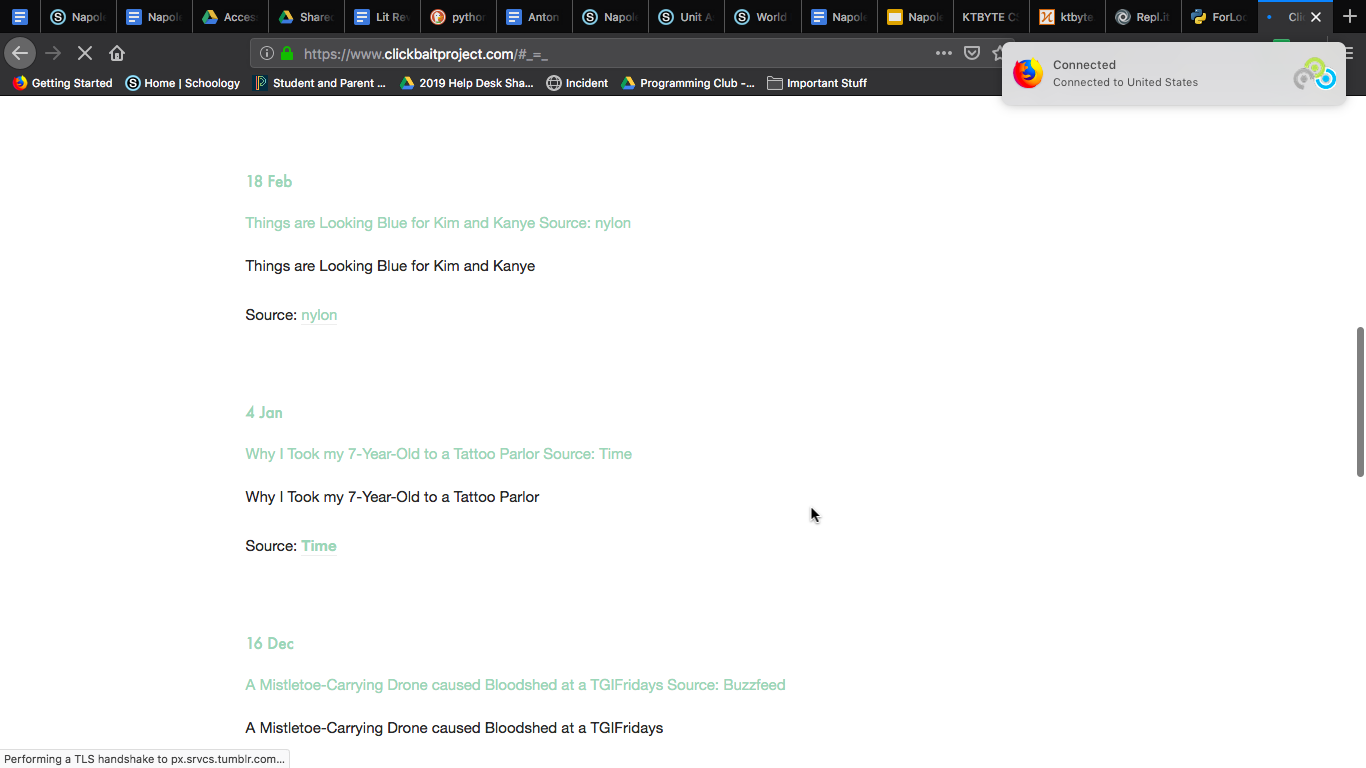 Napol Napol Acces Share Lit Rev pythor Anton Napol Unit A World Napol Napol KTBYTE C ktbyte Repl.it ForLoo Cli
https://www.clickbaitproject.com/#_=_
Connected
Connected to United States
Getting Started Home | Schoology Student and Parent ... 2019 Help Desk Sha... Incident Programming Club -... Important Stuff
18 Feb
Things are Looking Blue for Kim and Kanye Source: nylon
Things are Looking Blue for Kim and Kanye
Source: nylon
4 Jan
Why I Took my 7-Year-Old to a Tattoo Parlor Source: Time
Why I Took my 7-Year-Old to a Tattoo Parlor
Source: Time
16 Dec
A Mistletoe-Carrying Drone caused Bloodshed at a TGIFridays Source: Buzzfeed
A Mistletoe-Carrying Drone caused Bloodshed at a TGIFridays
Performing a TLS handshake to px.srvcs.tumblr.com...